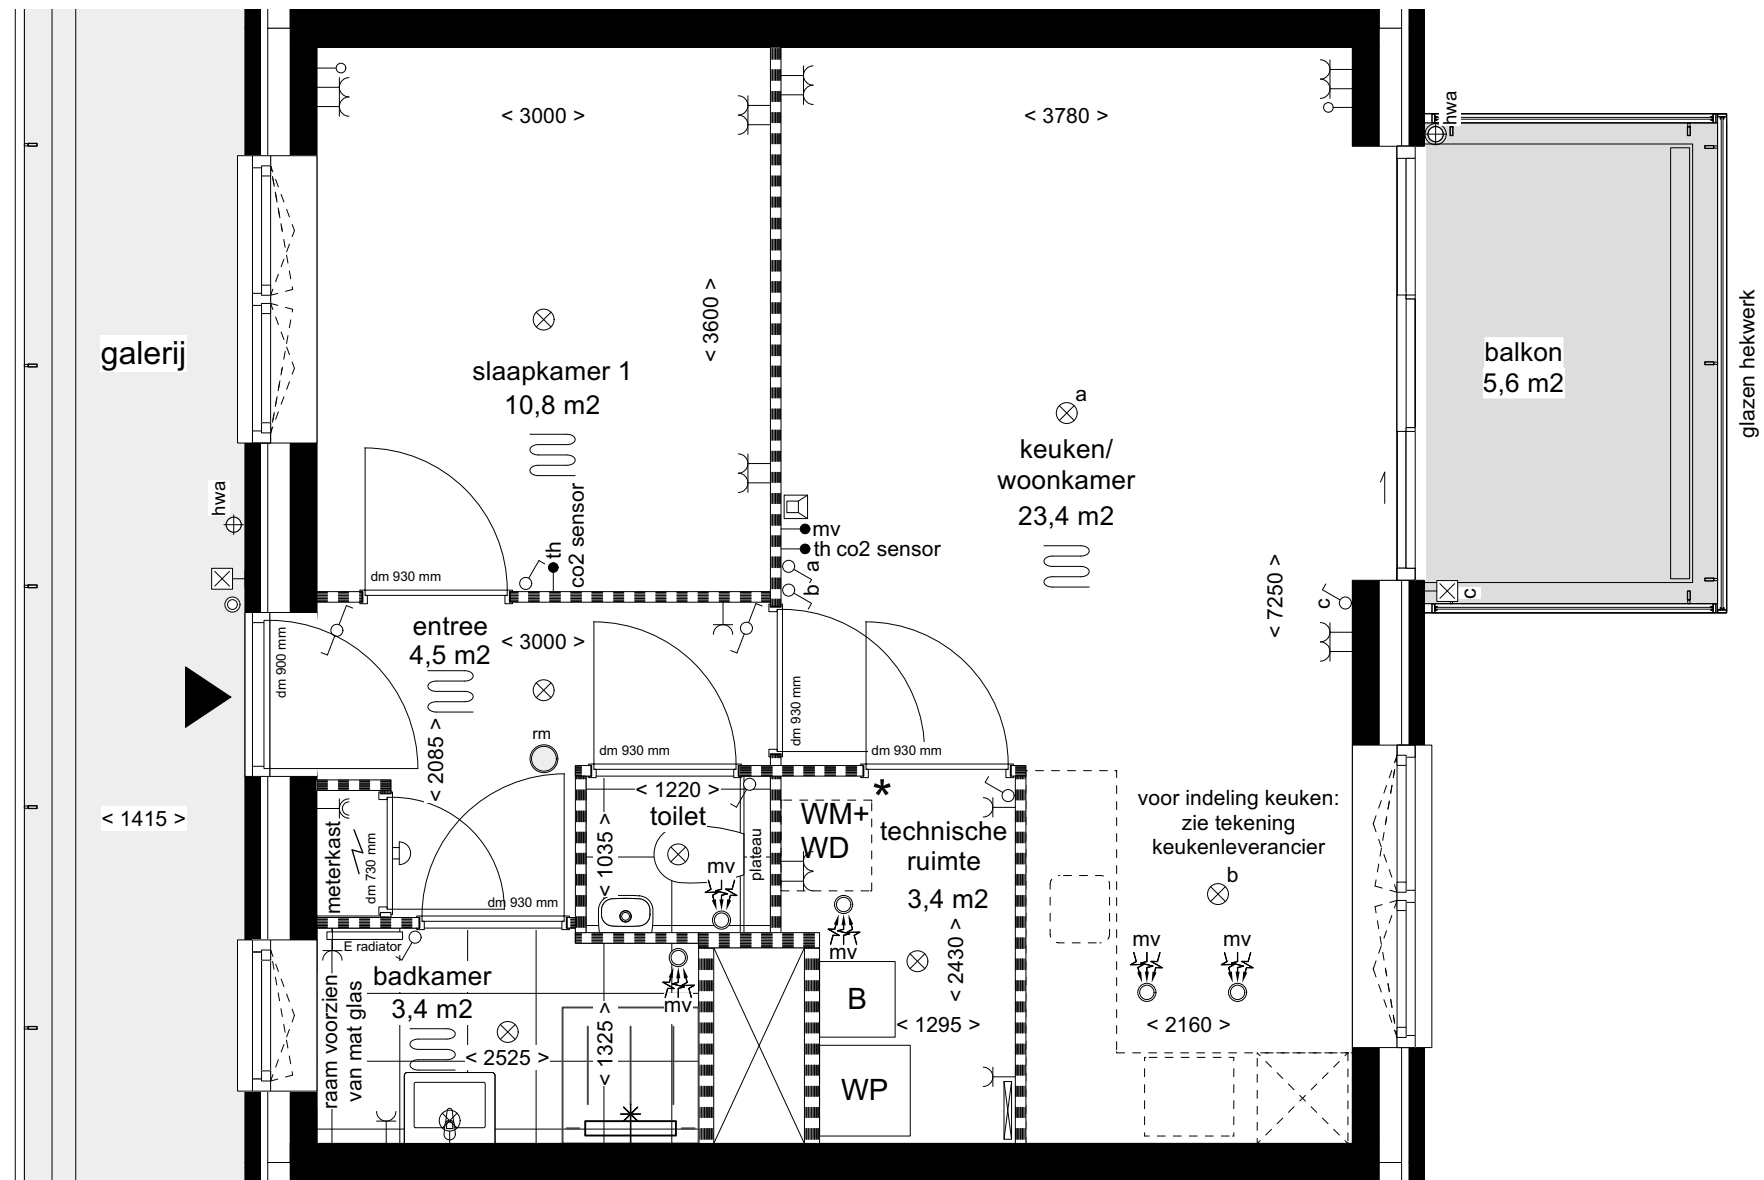 < 3000 >
< 3780 >
hwa
< 3600 >
galerij
slaapkamer 1
10,8 m2
a
keuken/
woonkamer
23,4 m2
balkon
5,6 m2
glazen hekwerk
hwa
th
co2 sensor
mv
th co2 sensor
a
b
dm 930 mm
< 7250 >
c
c
entree
4,5 m2
< 3000 >
dm 900 mm
dm 930 mm
< 2085 >
rm
dm 930 mm
dm 930 mm
< 1415 >
meterkast
dm 730 mm
dm 930 mm
< 1220 >
toilet
< 1035 >
mv
plateau
*
WM+
WD
technische
ruimte
3,4 m2
mv
< 2430 >
< 1295 >
B
WP
voor indeling keuken:
zie tekening
keukenleverancier
b
mv
mv
< 2160 >
E radiator
badkamer
3,4 m2
raam voorzien
van mat glas
< 2525 >
< 1325 >
mv